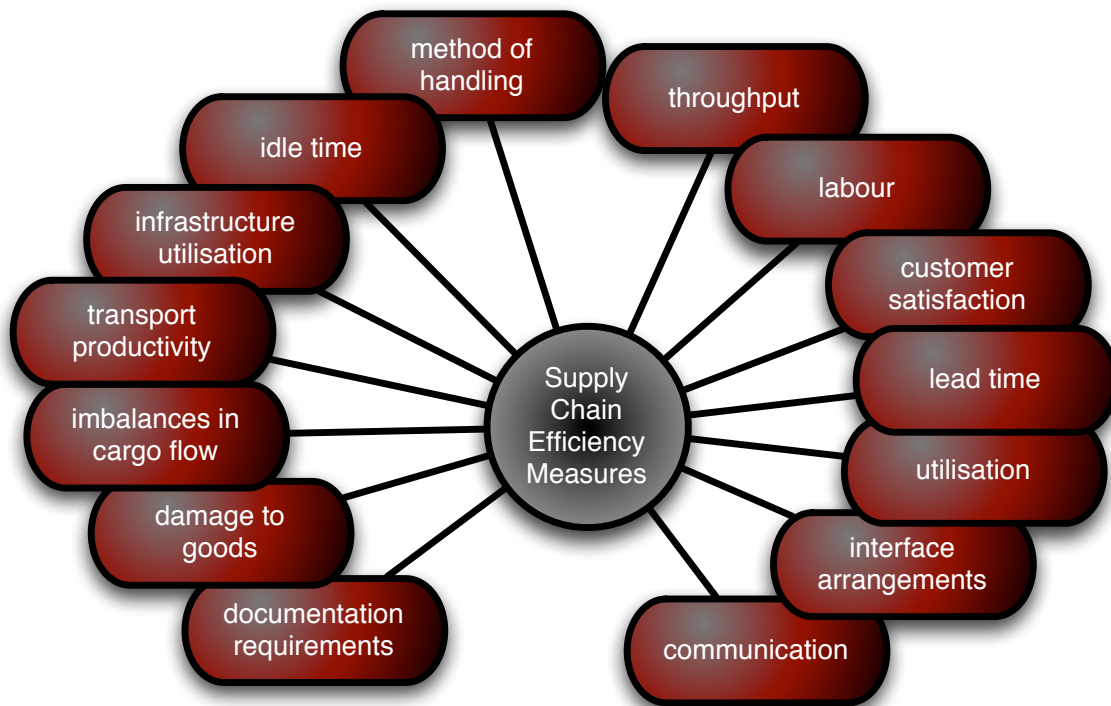 method of
handling
throughput
idle time
labour
infrastructure
utilisation
customer
satisfaction
transport
productivity
lead time
Supply
Chain
Efficiency
Measures
imbalances in
cargo flow
utilisation
damage to
goods
interface
arrangements
documentation
requirements
communication